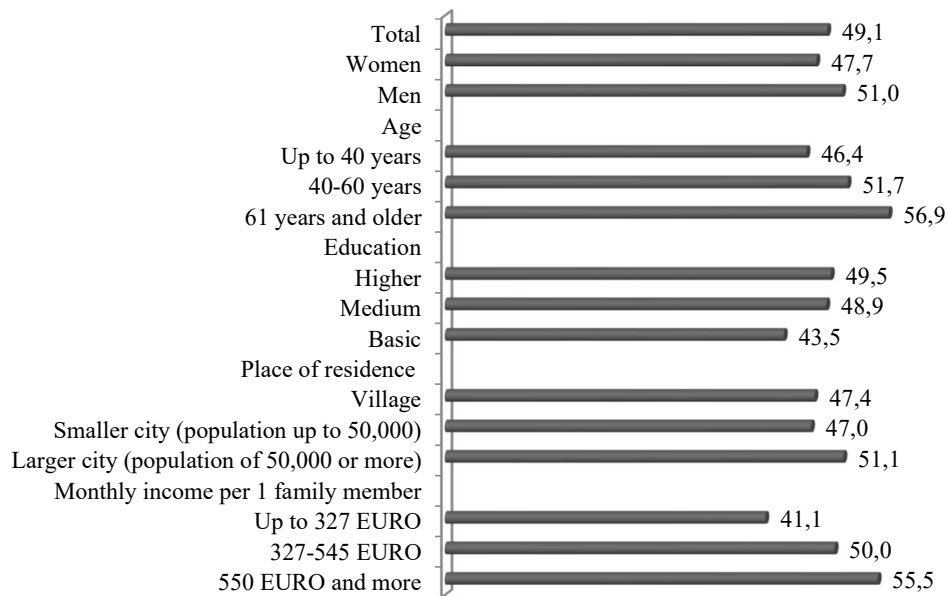 Total 49,1
Women 47,7
Men 51,0
Age
Up to 40 years 46,4
40-60 years 51,7
61 years and older 56,9
Education
Higher 49,5
Medium 48,9
Basic 43,5
Place of residence
Village 47,4
Smaller city (population up to 50,000) 47,0
Larger city (population of 50,000 or more) 51,1
Monthly income per 1 family member
Up to 327 EURO 41,1
327-545 EURO 50,0
550 EURO and more 55,5